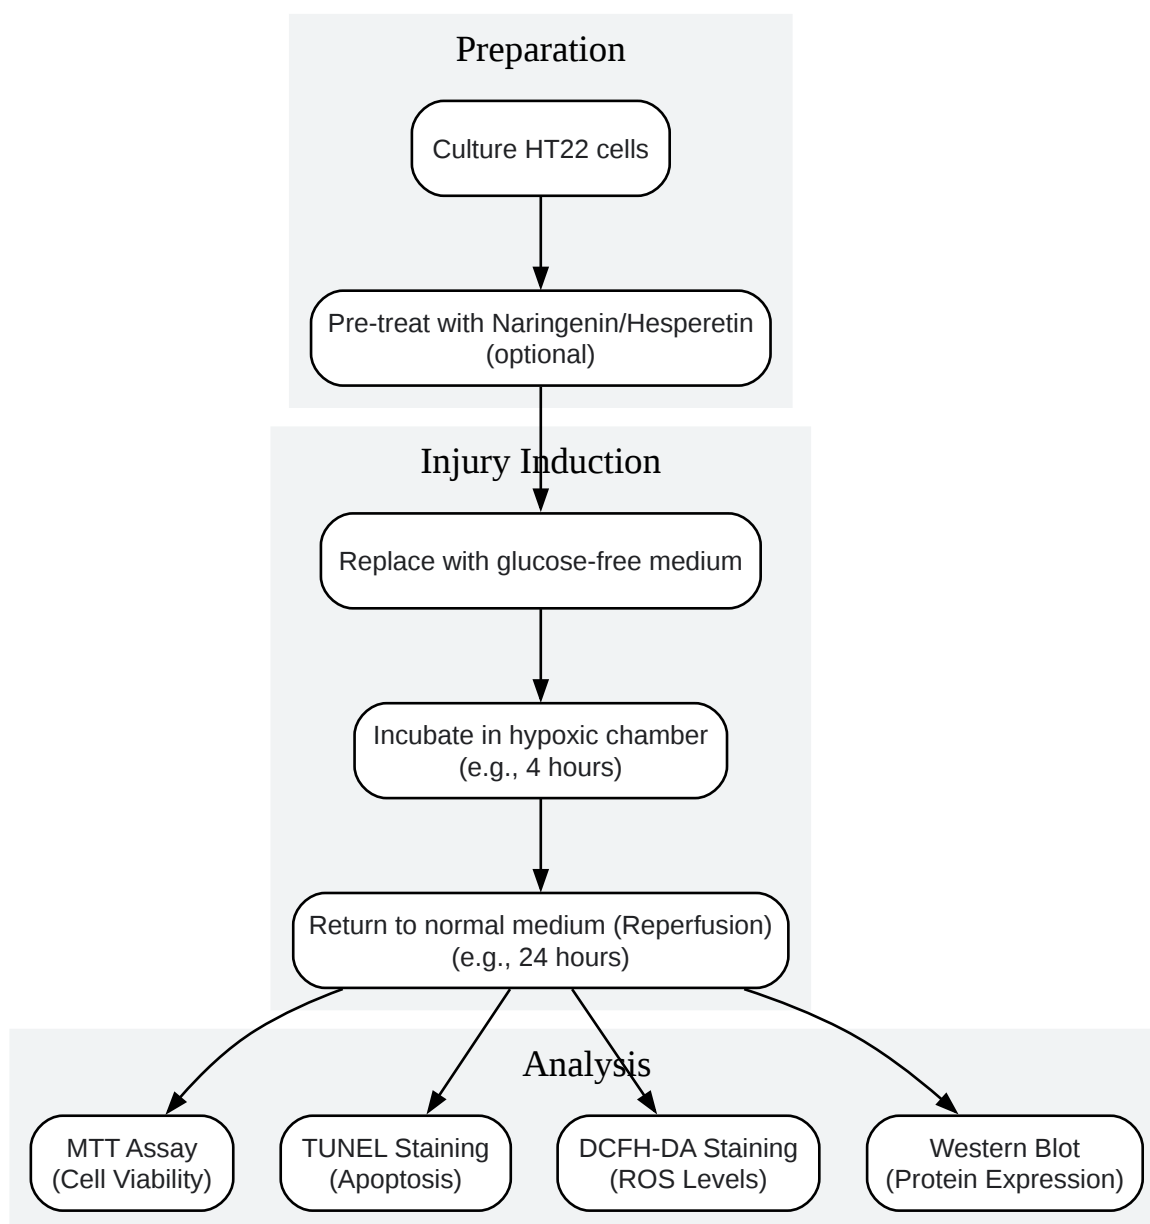 Preparation
Culture HT22 cells
Pre-treat with Naringenin/Hesperetin
(optional)
Injury Induction
Replace with glucose-free medium
Incubate in hypoxic chamber
(e.g., 4 hours)
Return to normal medium (Reperfusion)
(e.g., 24 hours)
Analysis
MTT Assay
(Cell Viability)
TUNEL Staining
(Apoptosis)
DCFH-DA Staining
(ROS Levels)
Western Blot
(Protein Expression)